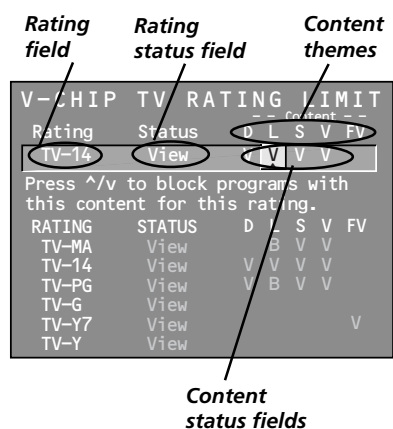 Rating field
Rating status field
Content themes
V-CHIP TV RATING LIMIT
-- Content --
Rating Status D L S V FV
TV-14 View V V V V
Press ^/v to block programs with
this content for this rating.
RATING STATUS D L S V FV
TV-MA View B V V
TV-14 View V V V V
TV-PG View V B V V
TV-G View
TV-Y7 View V
TV-Y View
Content
status fields